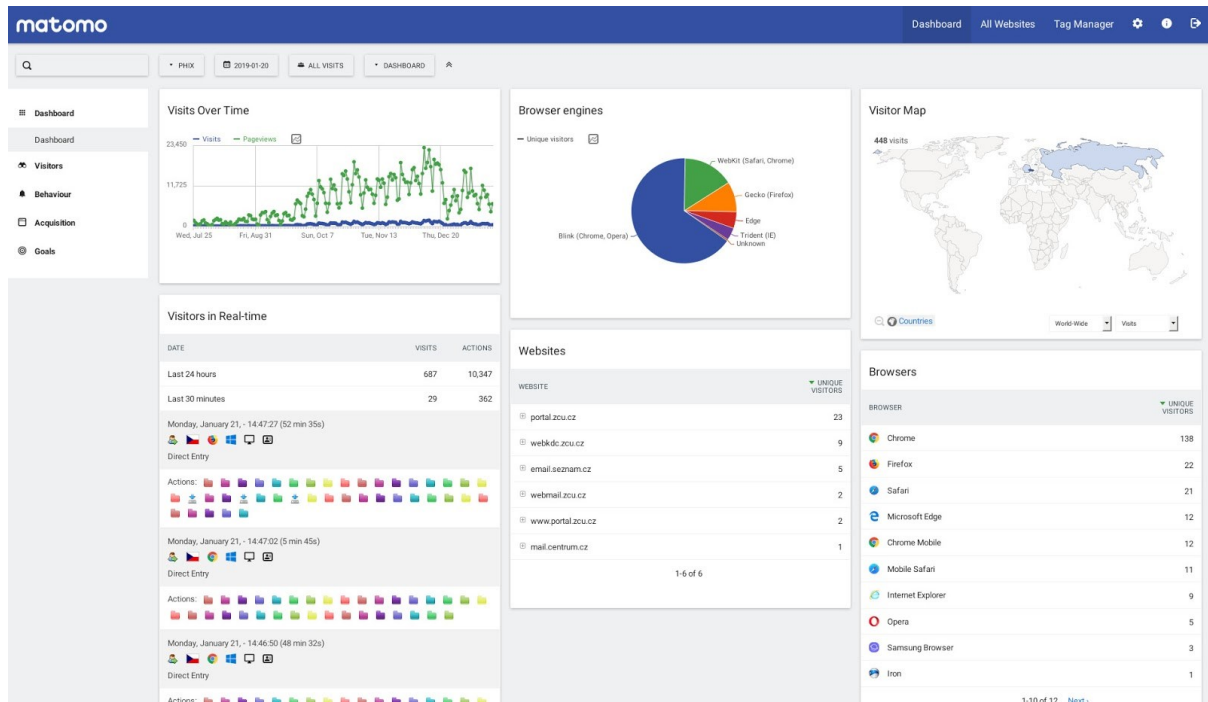 matomo
Dashboard All Websites Tag Manager
PHIX 2019-01-20 ALL VISITS DASHBOARD
Dashboard
Dashboard
Visitors
Behaviour
Acquisition
Goals
Visits Over Time
Visits Pageviews
23,450
11,725
0
Wed, Jul 25 Fri, Aug 31 Sun, Oct 7 Tue, Nov 13 Thu, Dec 20
Visitors in Real-time
DATE VISITS ACTIONS
Last 24 hours 687 10,347
Last 30 minutes 29 362
Monday, January 21, - 14:47:27 (52 min 35s)
Direct Entry
Actions:
Monday, January 21, - 14:47:02 (5 min 45s)
Direct Entry
Actions:
Monday, January 21, - 14:46:50 (48 min 32s)
Direct Entry
Actions:
Browser engines
Unique visitors
WebKit (Safari, Chrome)
Gecko (Firefox)
Edge
Trident (IE)
Unknown
Blink (Chrome, Opera)
Websites
WEBSITE UNIQUE VISITORS
portal.zcu.cz 23
webkdc.zcu.cz 9
email.seznam.cz 5
webmail.zcu.cz 2
www.portal.zcu.cz 2
mail.centrum.cz 1
1-6 of 6
Visitor Map
448 visits
Countries World-Wide Visits
Browsers
BROWSER UNIQUE VISITORS
Chrome 138
Firefox 22
Safari 21
Microsoft Edge 12
Chrome Mobile 12
Mobile Safari 11
Internet Explorer 9
Opera 5
Samsung Browser 3
Iron 1
1-10 of 12 Next ›